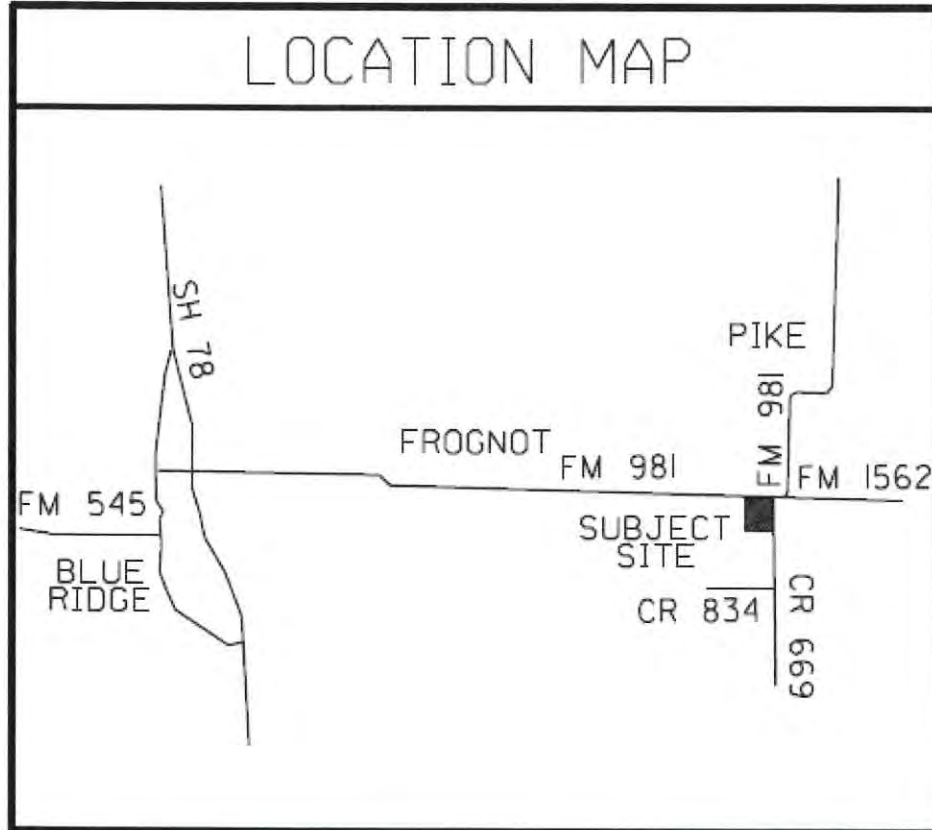 LOCATION MAP
SH 78
PIKE
FM 981
FROGNOT
FM 981
FM 1562
FM 545
SUBJECT
SITE
BLUE
RIDGE
CR 834
CR 669